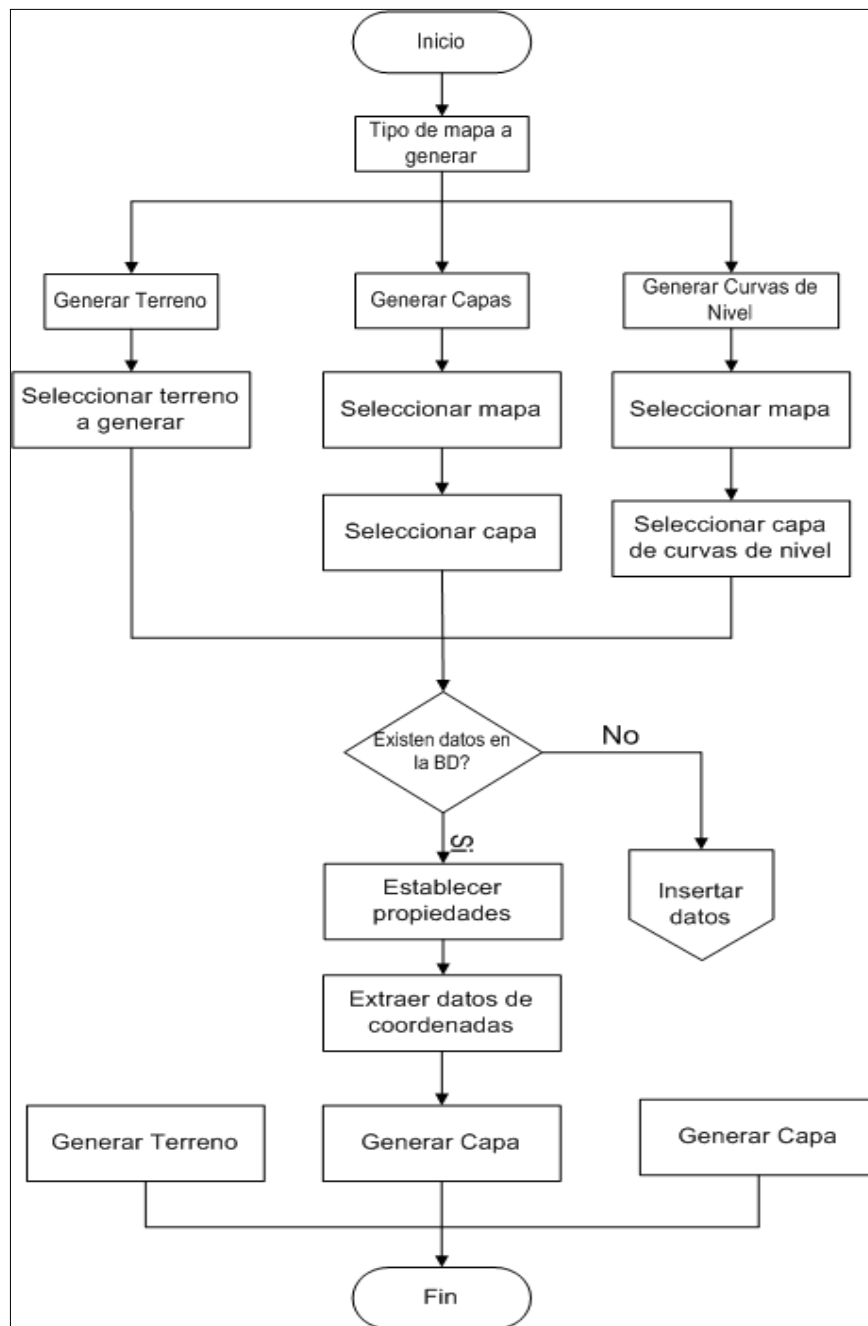 Inicio
Tipo de mapa a
generar
Generar Terreno
Generar Capas
Generar Curvas de
Nivel
Seleccionar terreno
a generar
Seleccionar mapa
Seleccionar mapa
Seleccionar capa
Seleccionar capa
de curvas de nivel
Existen datos en
la BD?
No
Si
Establecer
propiedades
Insertar
datos
Extraer datos de
coordenadas
Generar Terreno
Generar Capa
Generar Capa
Fin